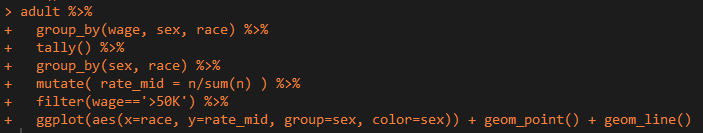 > adult %>%
+   group_by(wage, sex, race) %>%
+   tally() %>%
+   group_by(sex, race) %>%
+   mutate( rate_mid = n/sum(n) ) %>%
+   filter(wage=='>50K') %>%
+   ggplot(aes(x=race, y=rate_mid, group=sex, color=sex)) + geom_point() + geom_line()